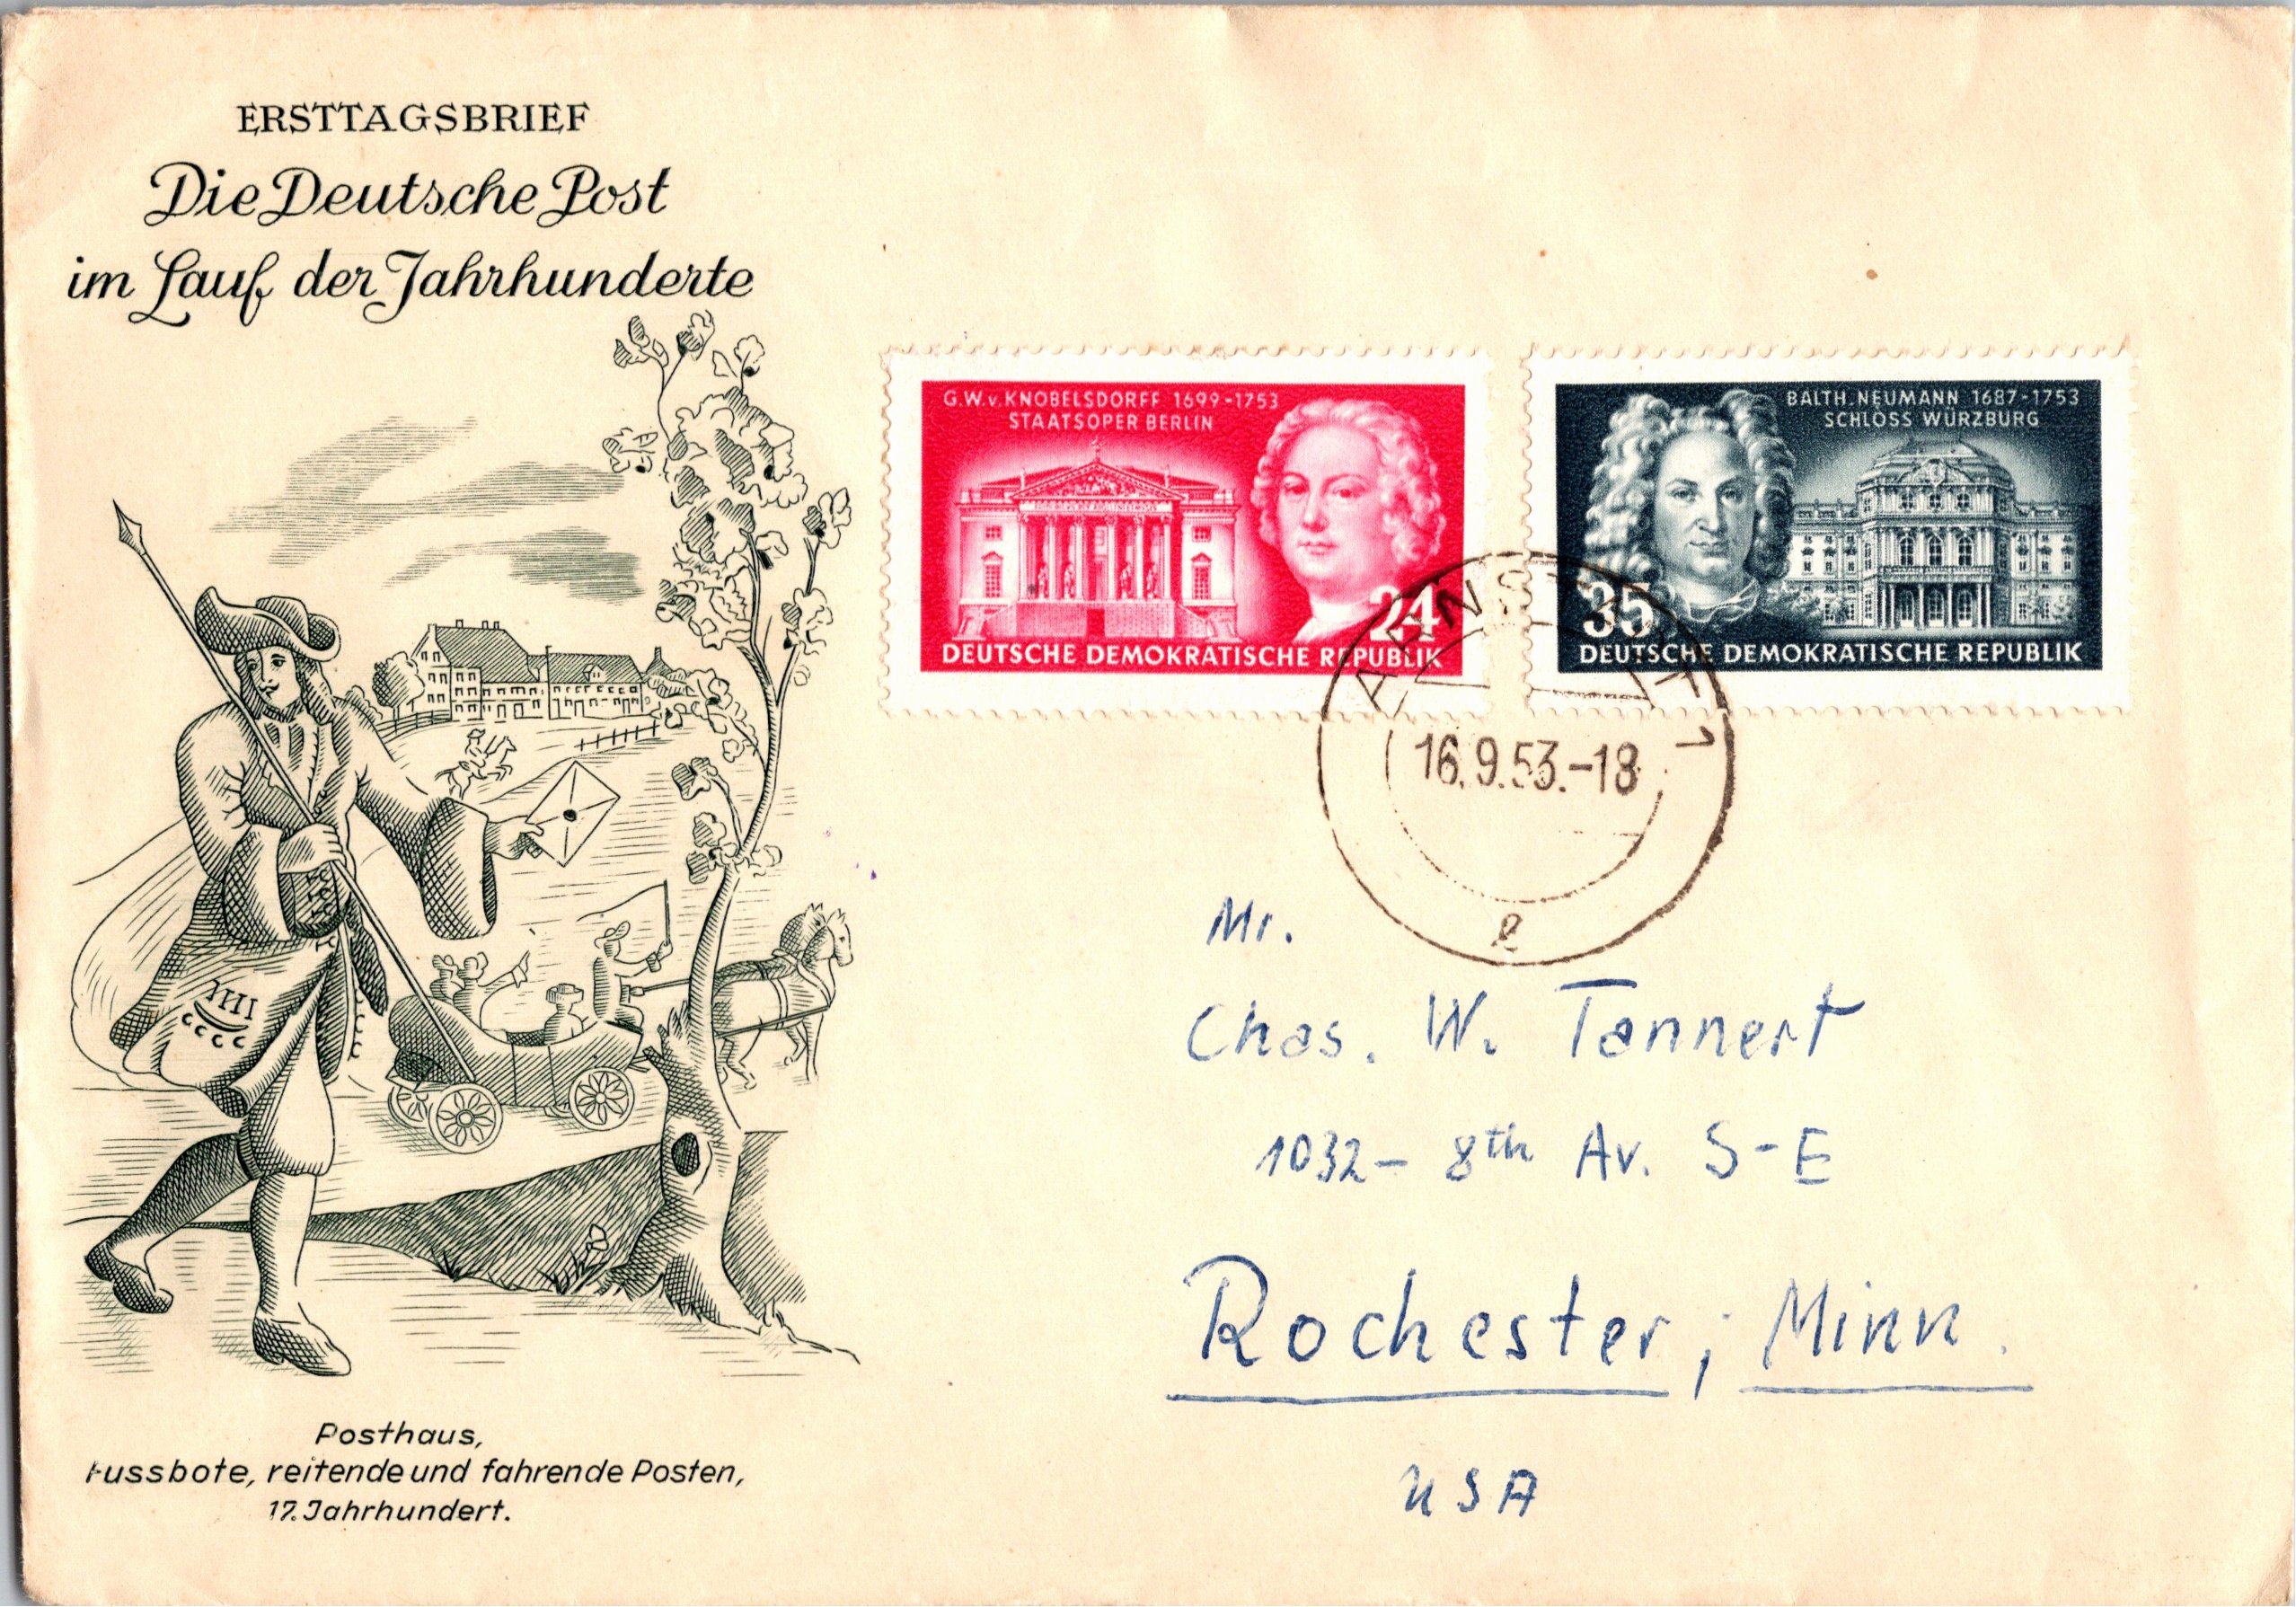 ERSTTAGSBRIEF
Die Deutsche Post
im Lauf der Jahrhunderte
G.W.v.KNOBELSDORFF 1699-1753
STAATSOPER BERLIN
24
DEUTSCHE DEMOKRATISCHE REPUBLIK
BALTH.NEUMANN 1687-1753
SCHLOSS WÜRZBURG
35
DEUTSCHE DEMOKRATISCHE REPUBLIK
ARNSTADT 1
16.9.53.-18
e
Mr.
Chas. W. Tannert
1032- 8th Av. S-E
Rochester, Minn.
USA
Posthaus,
Fussbote, reitende und fahrende Posten,
17. Jahrhundert.